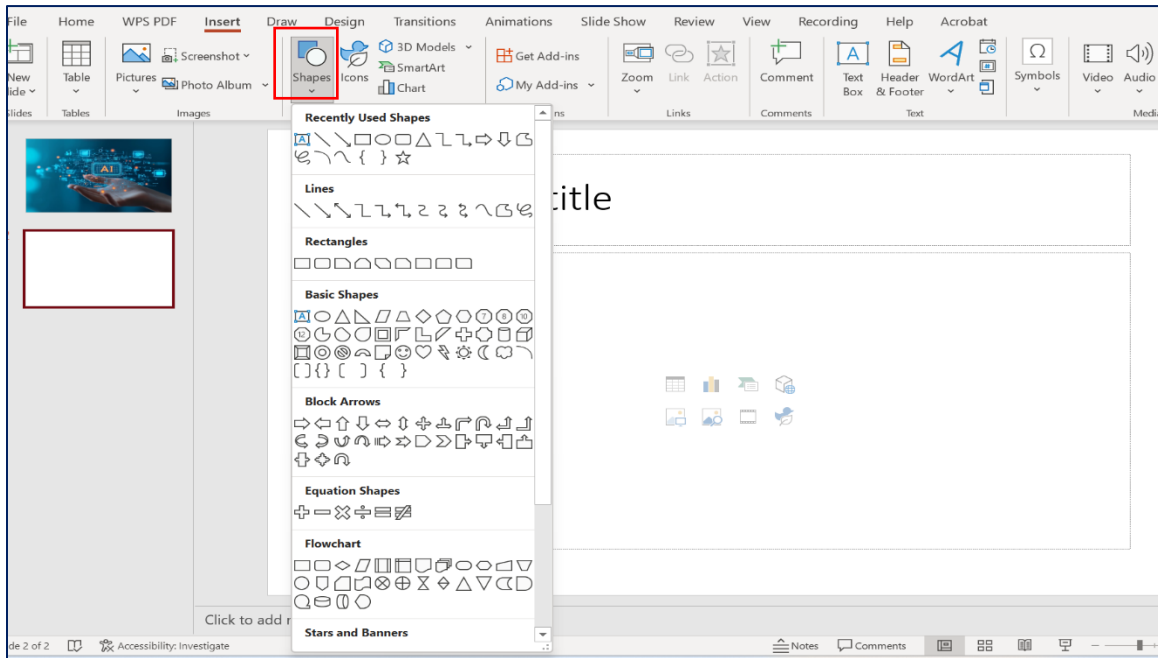 File Home WPS PDF Insert Draw Design Transitions Animations Slide Show Review View Recording Help Acrobat
New
lide
Table
Pictures
Screenshot
Photo Album
Shapes
Icons
3D Models
SmartArt
Chart
Get Add-ins
My Add-ins
Zoom
Link
Action
Comment
Text
Box
Header
& Footer
WordArt
Symbols
Video
Audio
lides
Tables
Images
ns
Links
Comments
Text
Medi
Recently Used Shapes
Lines
Rectangles
Basic Shapes
Block Arrows
Equation Shapes
Flowchart
Stars and Banners
AI
title
Click to add
de 2 of 2
Accessibility: Investigate
Notes
Comments